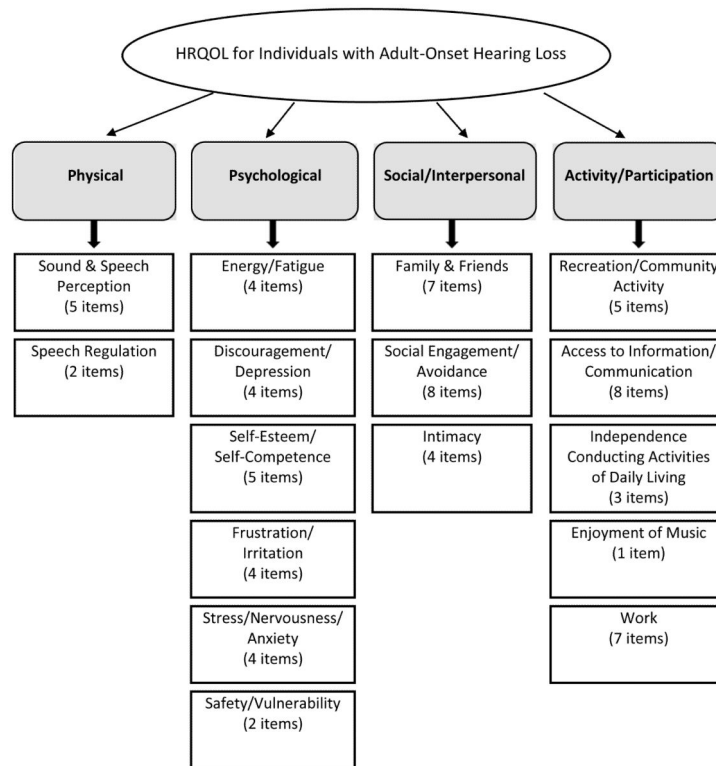 HRQOL for Individuals with Adult-Onset Hearing Loss
Physical
Psychological
Social/Interpersonal
Activity/Participation
Sound & Speech
Perception
(5 items)
Speech Regulation
(2 items)
Energy/Fatigue
(4 items)
Discouragement/
Depression
(4 items)
Self-Esteem/
Self-Competence
(5 items)
Frustration/
Irritation
(4 items)
Stress/Nervousness/
Anxiety
(4 items)
Safety/Vulnerability
(2 items)
Family & Friends
(7 items)
Social Engagement/
Avoidance
(8 items)
Intimacy
(4 items)
Recreation/Community
Activity
(5 items)
Access to Information/
Communication
(8 items)
Independence
Conducting Activities
of Daily Living
(3 items)
Enjoyment of Music
(1 item)
Work
(7 items)